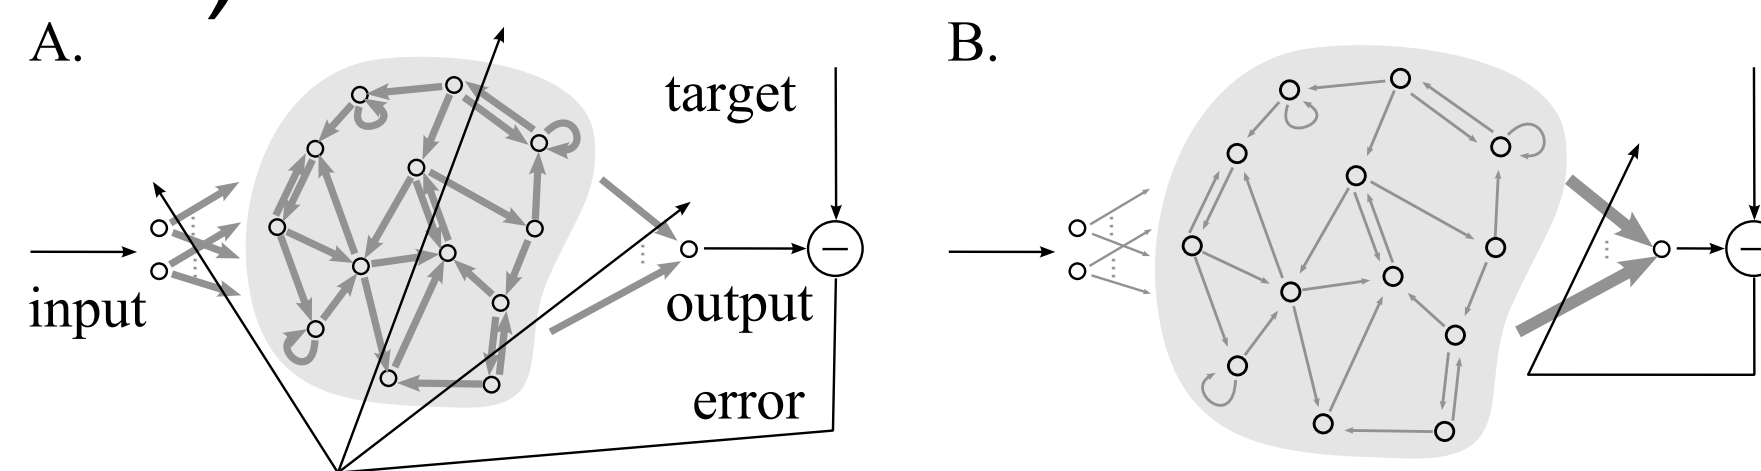 A.
B.
target
input
output
error